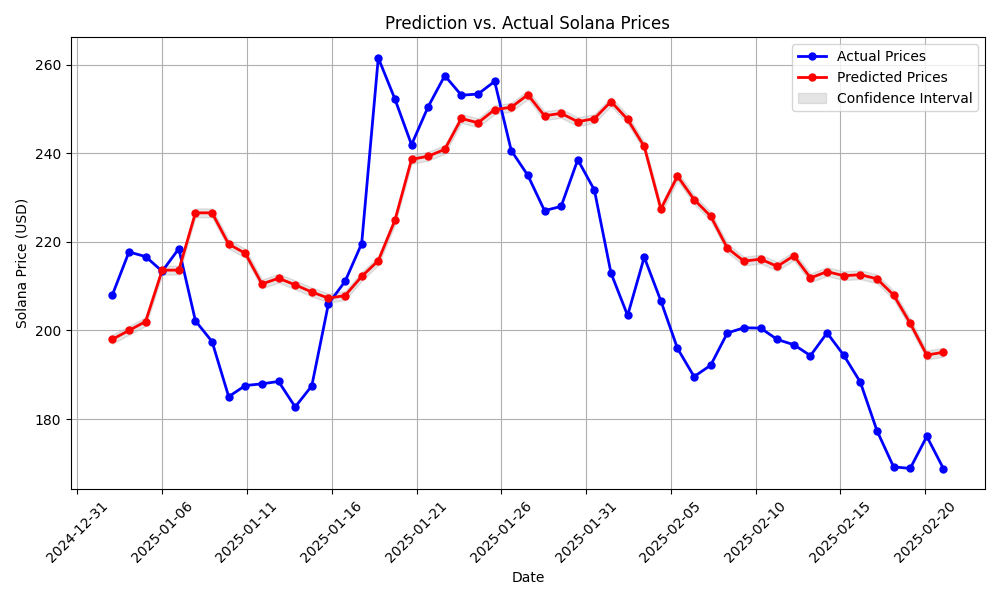 Prediction vs. Actual Solana Prices
Actual Prices
Predicted Prices
Confidence Interval
Solana Price (USD)
260
240
220
200
180
2024-12-31
2025-01-06
2025-01-11
2025-01-16
2025-01-21
2025-01-26
2025-01-31
2025-02-05
2025-02-10
2025-02-15
2025-02-20
Date